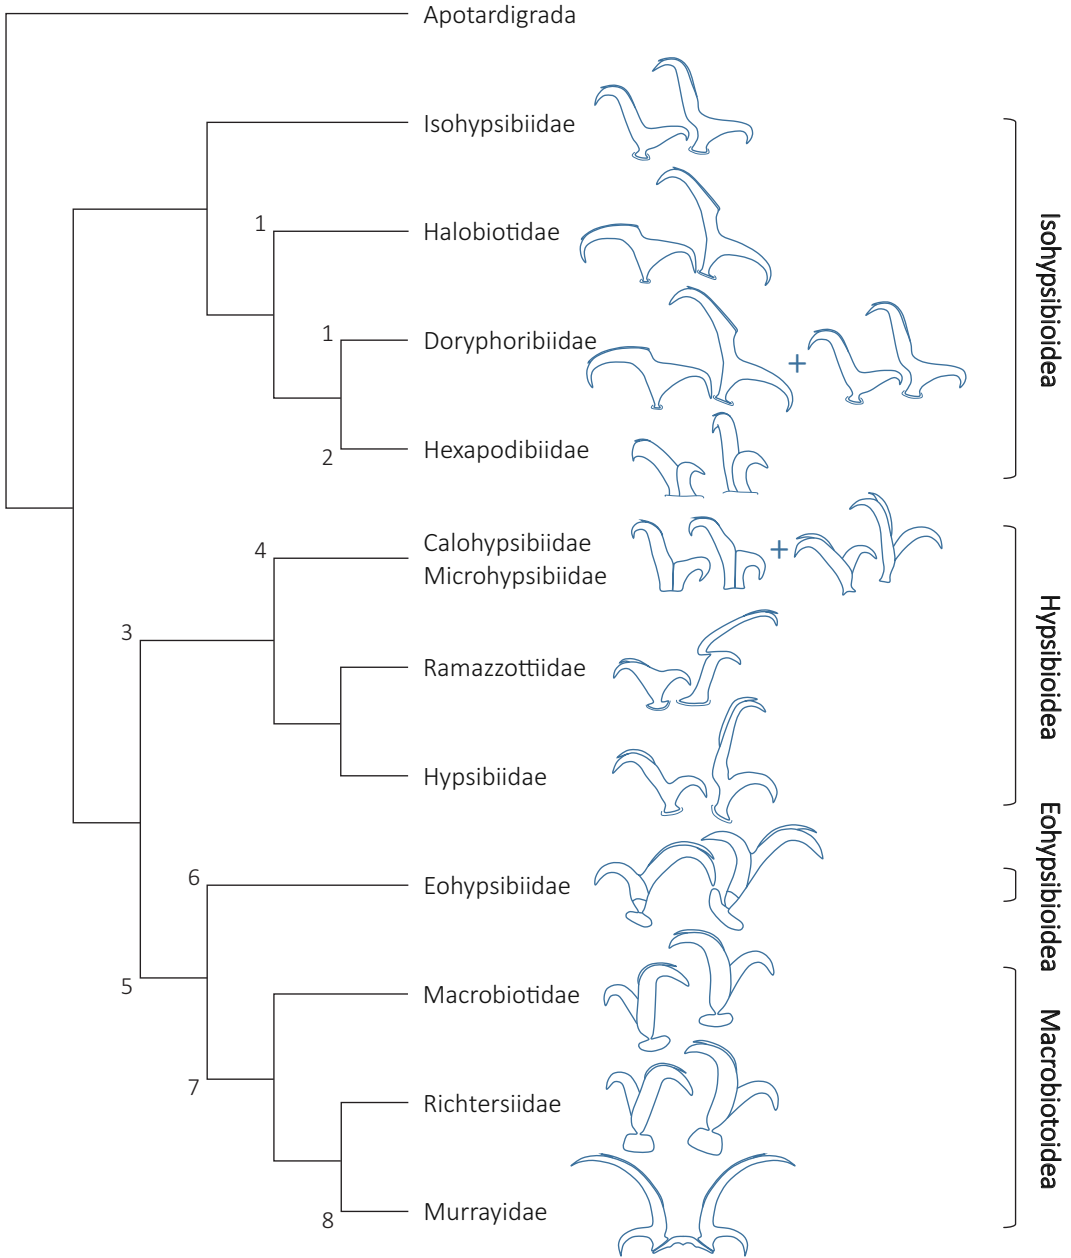 Apotardigrada
Isohypsibiidae
1
Halobiotidae
1
Doryphoribiidae
+
2
Hexapodibiidae
Isohypsibioidea
4
Calohypsibiidae
+
Microhypsibiidae
3
Ramazzottiidae
Hypsibiidae
Hypsibioidea
6
Eohypsibiidae
Eohypsibioidea
5
Macrobiotidae
7
Richtersiidae
8
Murrayidae
Macrobiotoidea